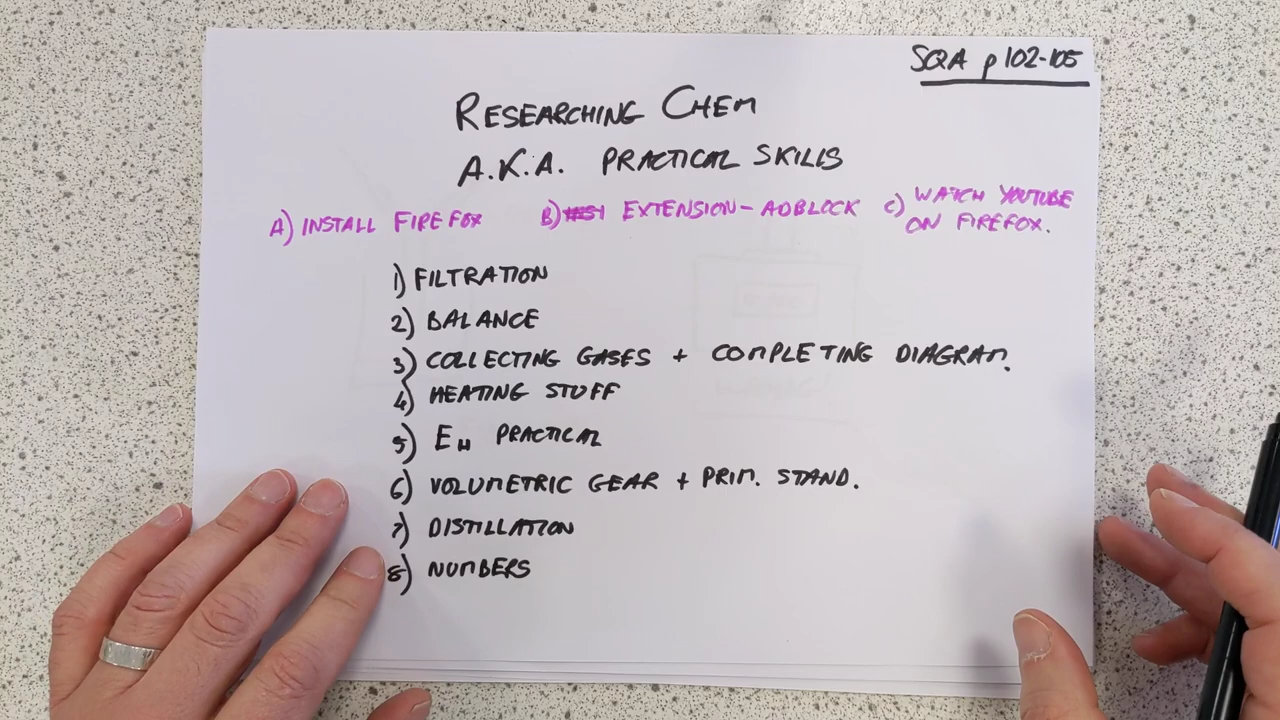 SQA p 102-105
RESEARCHING CHEM
A.K.A. PRACTICAL SKILLS
A) INSTALL FIREFOX B) EXTENSION - ADBLOCK C) WATCH YOUTUBE
ON FIREFOX.
1) FILTRATION
2) BALANCE
3) COLLECTING GASES + COMPLETING DIAGRAM.
4) HEATING STUFF
5) EH PRACTICAL
6) VOLUMETRIC GEAR + PRIM. STAND.
7) DISTILLATION
8) NUMBERS